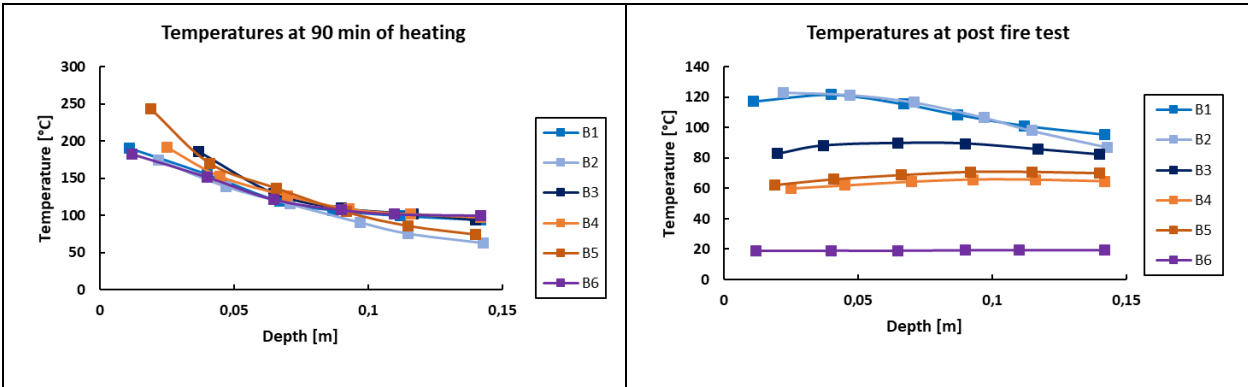 Temperatures at 90 min of heating
300
250
200
150
100
50
0
0
0,05
0,1
0,15
Temperature [°C]
Depth [m]
B1
B2
B3
B4
B5
B6
Temperatures at post fire test
140
120
100
80
60
40
20
0
0
0,05
0,1
0,15
Temperature [°C]
Depth [m]
B1
B2
B3
B4
B5
B6